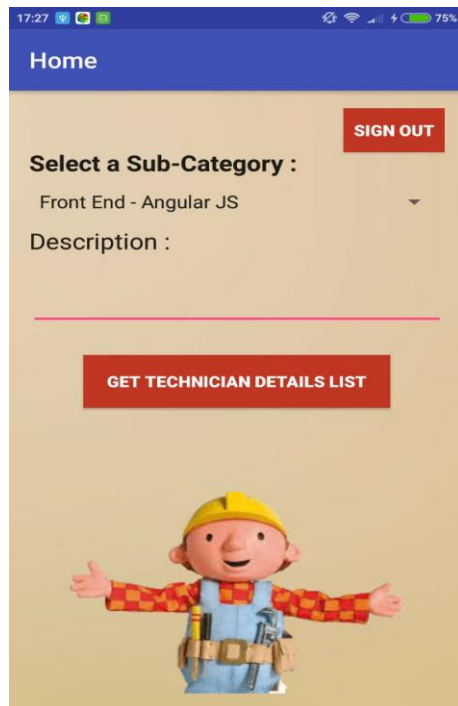 17:27 75%
Home
SIGN OUT
Select a Sub-Category :
Front End - Angular JS
Description :
GET TECHNICIAN DETAILS LIST